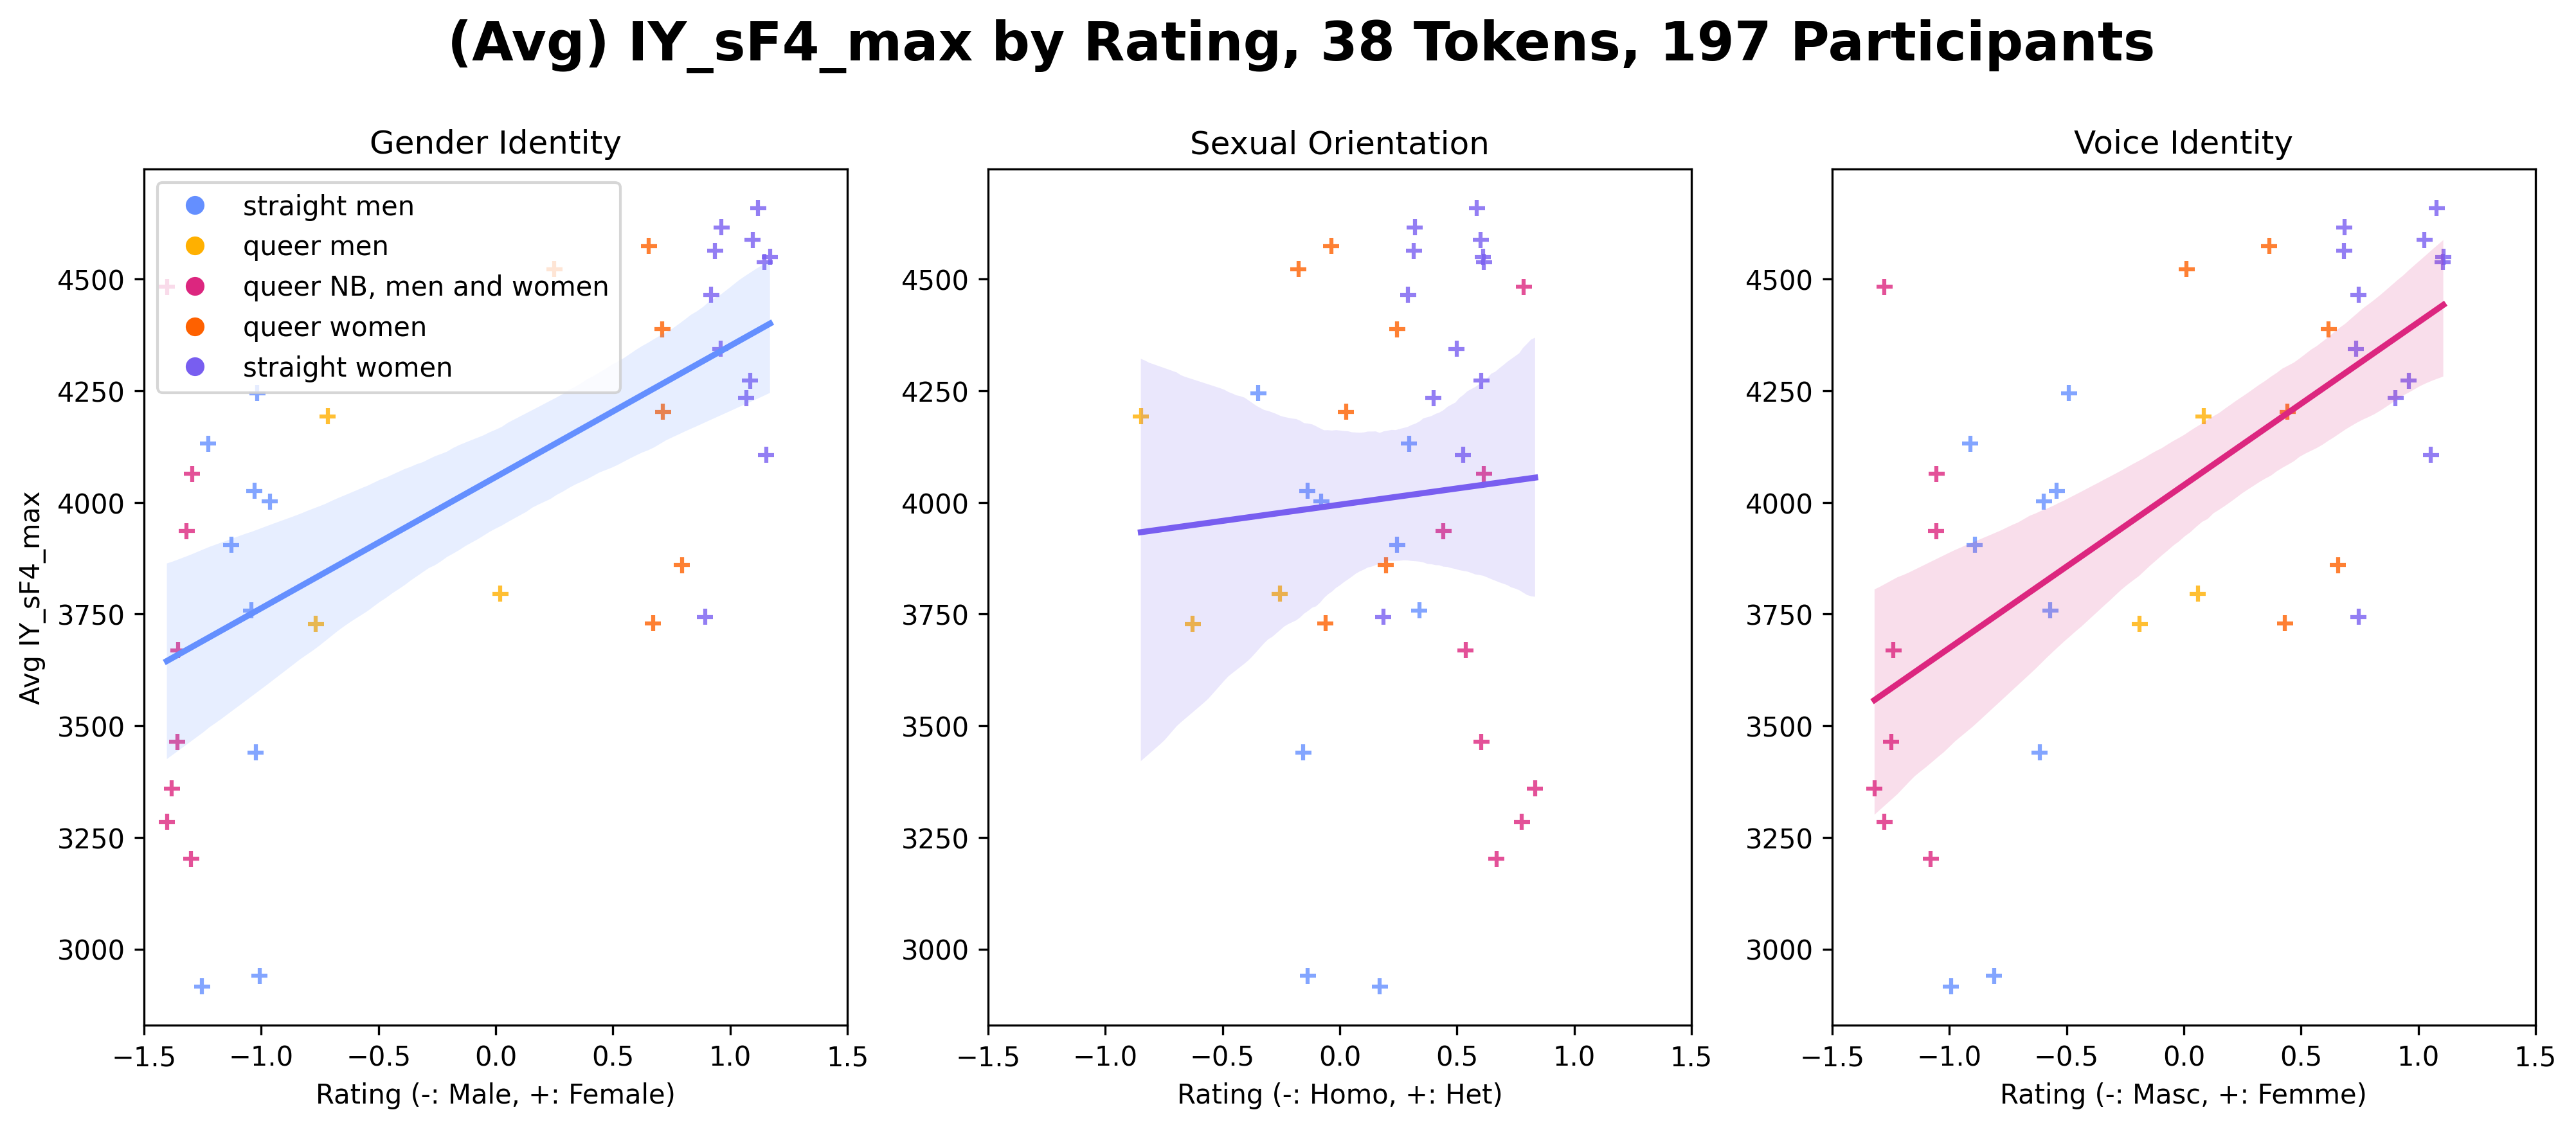 (Avg) IY_sF4_max by Rating, 38 Tokens, 197 Participants
Gender Identity
Sexual Orientation
Voice Identity
straight men
queer men
queer NB, men and women
queer women
straight women
Avg IY_sF4_max
4500
4250
4000
3750
3500
3250
3000
−1.5 −1.0 −0.5 0.0 0.5 1.0 1.5
Rating (-: Male, +: Female)
4500
4250
4000
3750
3500
3250
3000
−1.5 −1.0 −0.5 0.0 0.5 1.0 1.5
Rating (-: Homo, +: Het)
4500
4250
4000
3750
3500
3250
3000
−1.5 −1.0 −0.5 0.0 0.5 1.0 1.5
Rating (-: Masc, +: Femme)